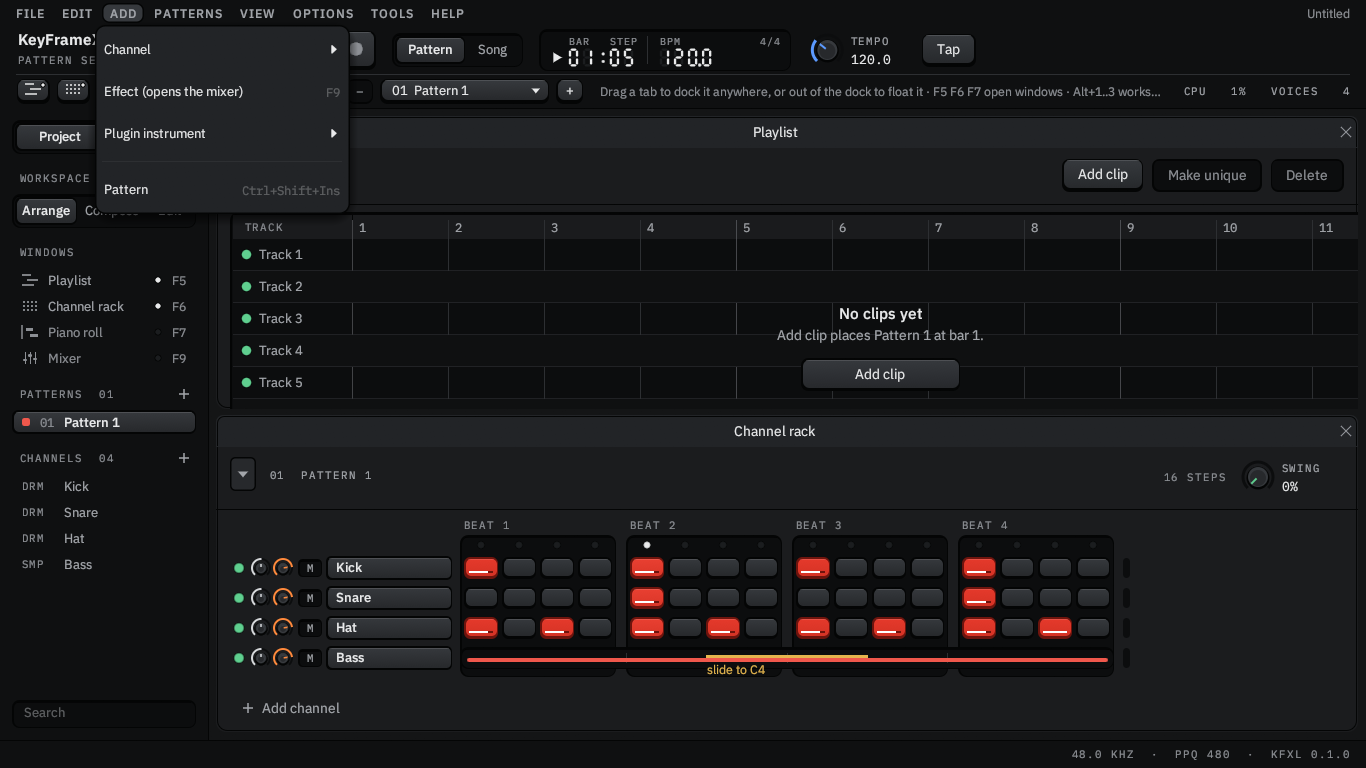 FILE EDIT ADD PATTERNS VIEW OPTIONS TOOLS HELP Untitled
KeyFrameX
PATTERN SE
Channel
Effect (opens the mixer) F9
Plugin instrument
Pattern Ctrl+Shift+Ins
Pattern Song
BAR STEP BPM 4/4
01:05 120.0
TEMPO
120.0
Tap
01 Pattern 1
Drag a tab to dock it anywhere, or out of the dock to float it · F5 F6 F7 open windows · Alt+1..3 works…
CPU 1% VOICES 4
Project
WORKSPACE
Arrange
WINDOWS
Playlist F5
Channel rack F6
Piano roll F7
Mixer F9
PATTERNS 01
01 Pattern 1
CHANNELS 04
DRM Kick
DRM Snare
DRM Hat
SMP Bass
Search
Playlist
Add clip Make unique Delete
TRACK 1 2 3 4 5 6 7 8 9 10 11
Track 1
Track 2
Track 3
Track 4
Track 5
No clips yet
Add clip places Pattern 1 at bar 1.
Add clip
Channel rack
01 PATTERN 1
16 STEPS
SWING
0%
BEAT 1 BEAT 2 BEAT 3 BEAT 4
M Kick
M Snare
M Hat
M Bass
slide to C4
Add channel
48.0 KHZ · PPQ 480 · KFXL 0.1.0